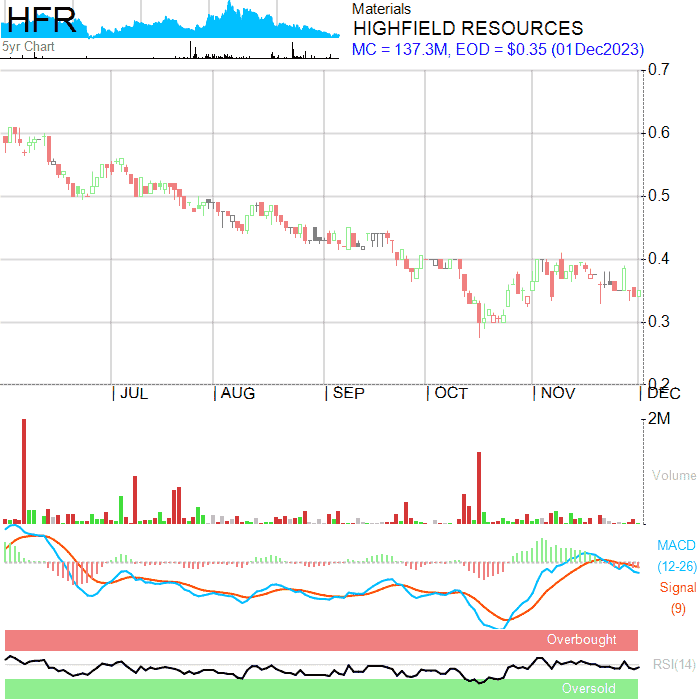 HFR
5yr Chart
Materials
HIGHFIELD RESOURCES
MC = 137.3M, EOD = $0.35 (01Dec2023)
0.7
0.6
0.5
0.4
0.3
0.2
| JUL | AUG | SEP | OCT | NOV | DEC
2M
Volume
MACD
(12-26)
Signal
(9)
Overbought
RSI(14)
Oversold